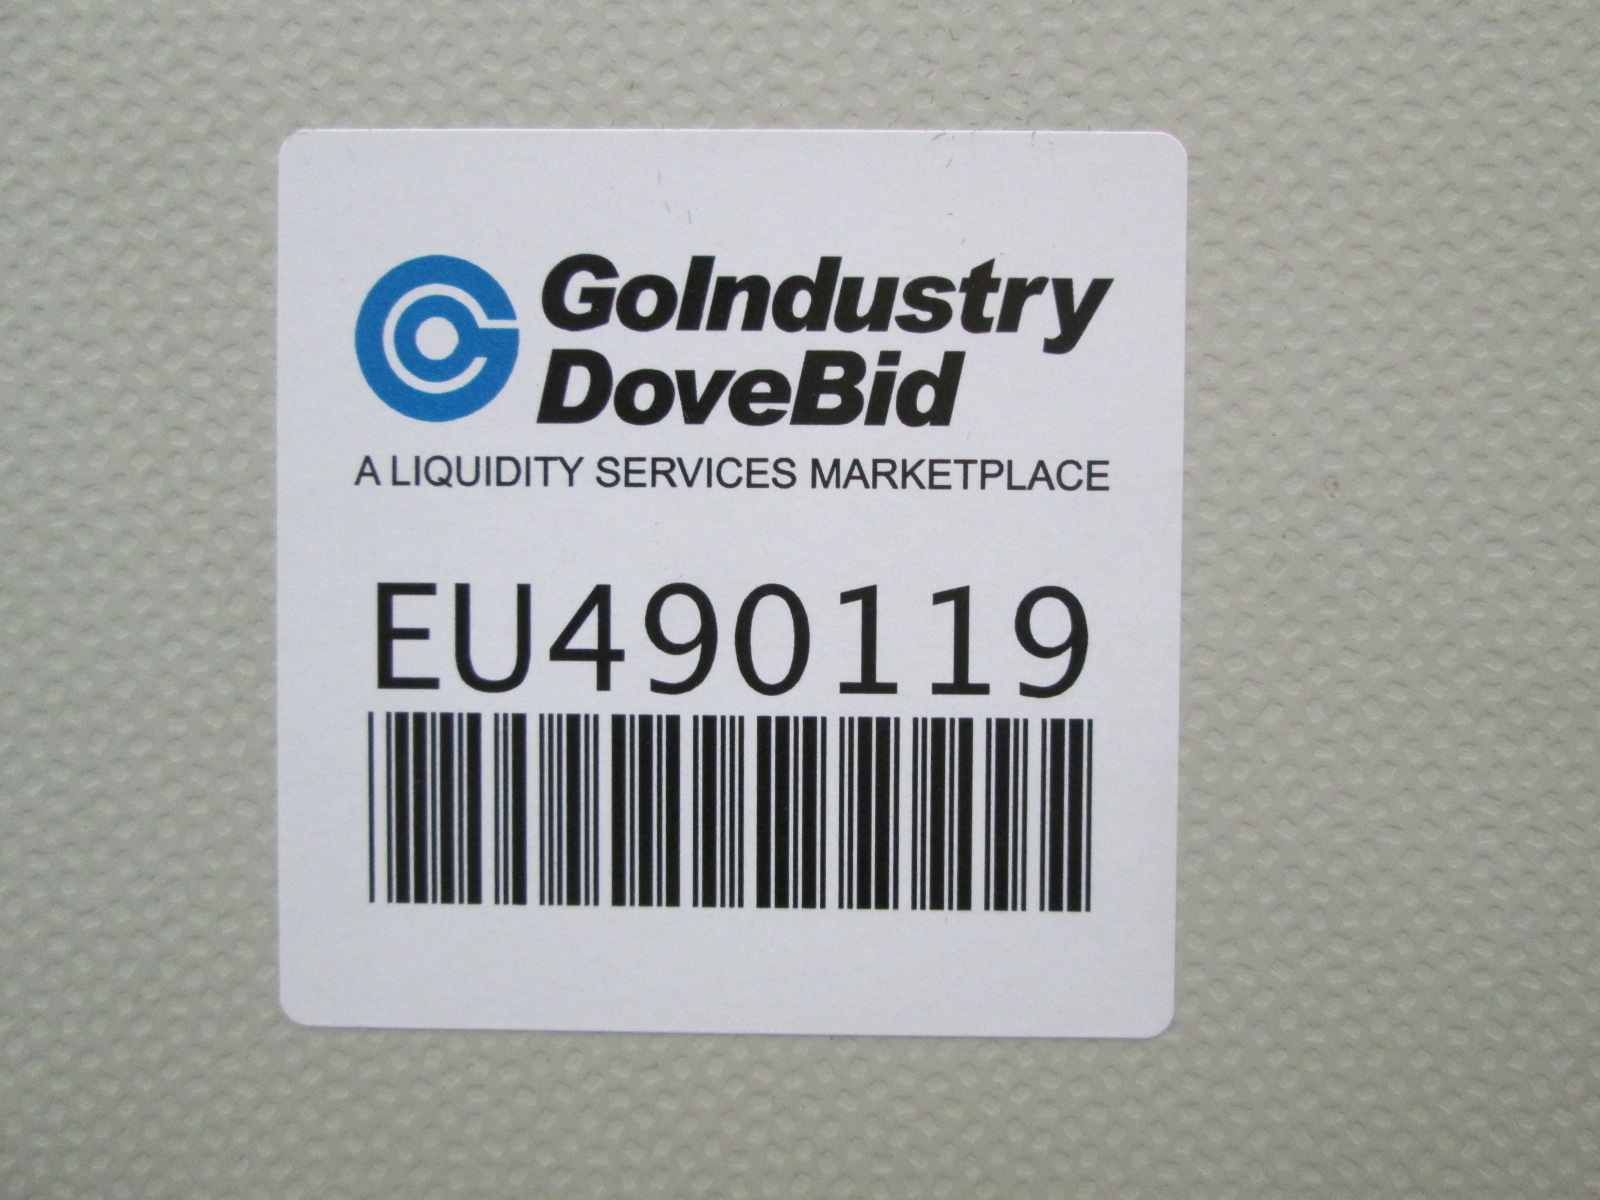 GoIndustry
DoveBid
A LIQUIDITY SERVICES MARKETPLACE
EU490119